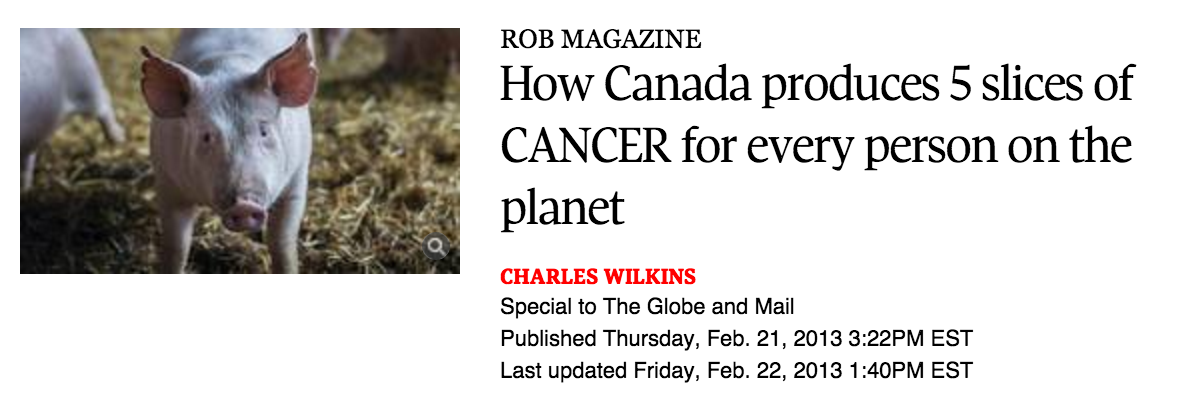 ROB MAGAZINE
How Canada produces 5 slices of
CANCER for every person on the
planet
CHARLES WILKINS
Special to The Globe and Mail
Published Thursday, Feb. 21, 2013 3:22PM EST
Last updated Friday, Feb. 22, 2013 1:40PM EST